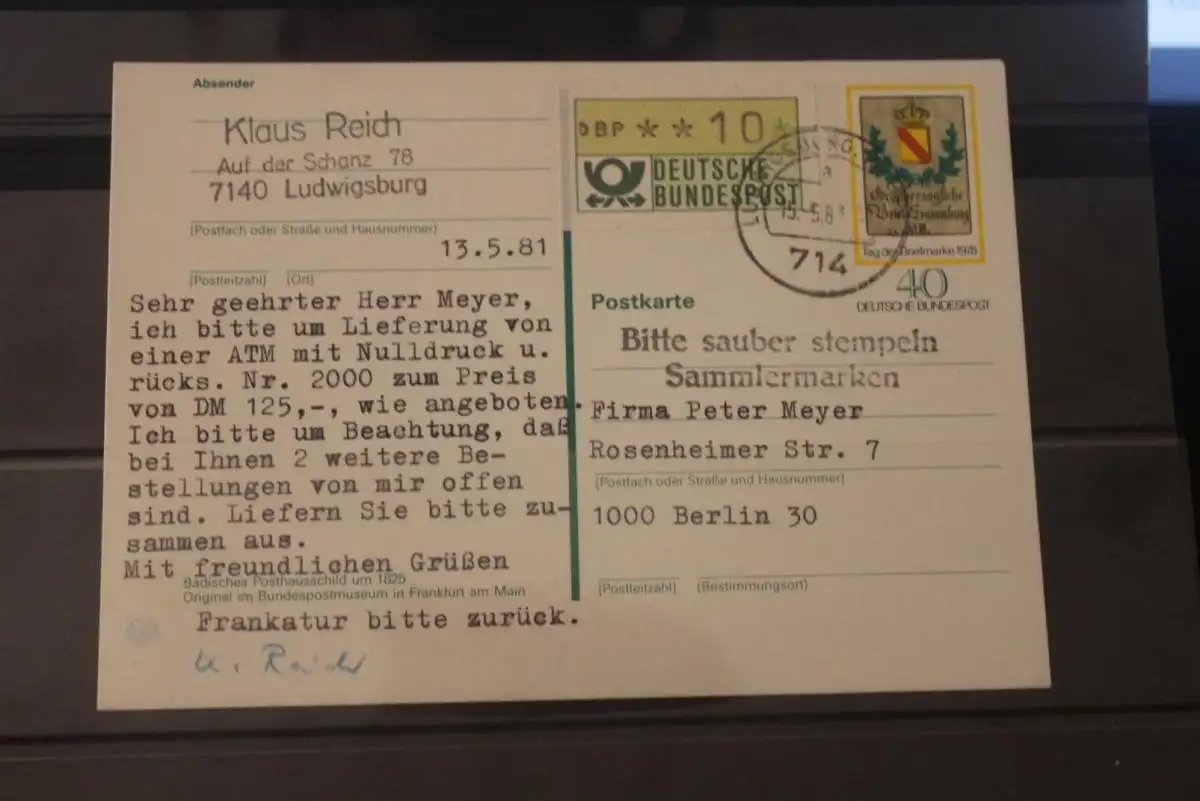 Absender
Klaus Reich
Auf der Schanz 78
7140 Ludwigsburg
(Postfach oder Straße und Hausnummer)
13.5.81
(Postleitzahl) (Ort)
Sehr geehrter Herr Meyer,
ich bitte um Lieferung von
einer ATM mit Nulldruck u.
rücks. Nr. 2000 zum Preis
von DM 125,-, wie angeboten.
Ich bitte um Beachtung, daß
bei Ihnen 2 weitere Be-
stellungen von mir offen
sind. Liefern Sie bitte zu-
sammen aus.
Mit freundlichen Grüßen
Badisches Posthausschild um 1825
Original im Bundespostmuseum in Frankfurt am Main
Frankatur bitte zurück.
K. Reich
DBP ** 10*
DEUTSCHE
BUNDESPOST
714
Großherzogliche
Tag der Briefmarke 1978
40
DEUTSCHE BUNDESPOST
Postkarte
Bitte sauber stempeln
Sammlermarken
Firma Peter Meyer
Rosenheimer Str. 7
(Postfach oder Straße und Hausnummer)
1000 Berlin 30
(Postleitzahl) (Bestimmungsort)